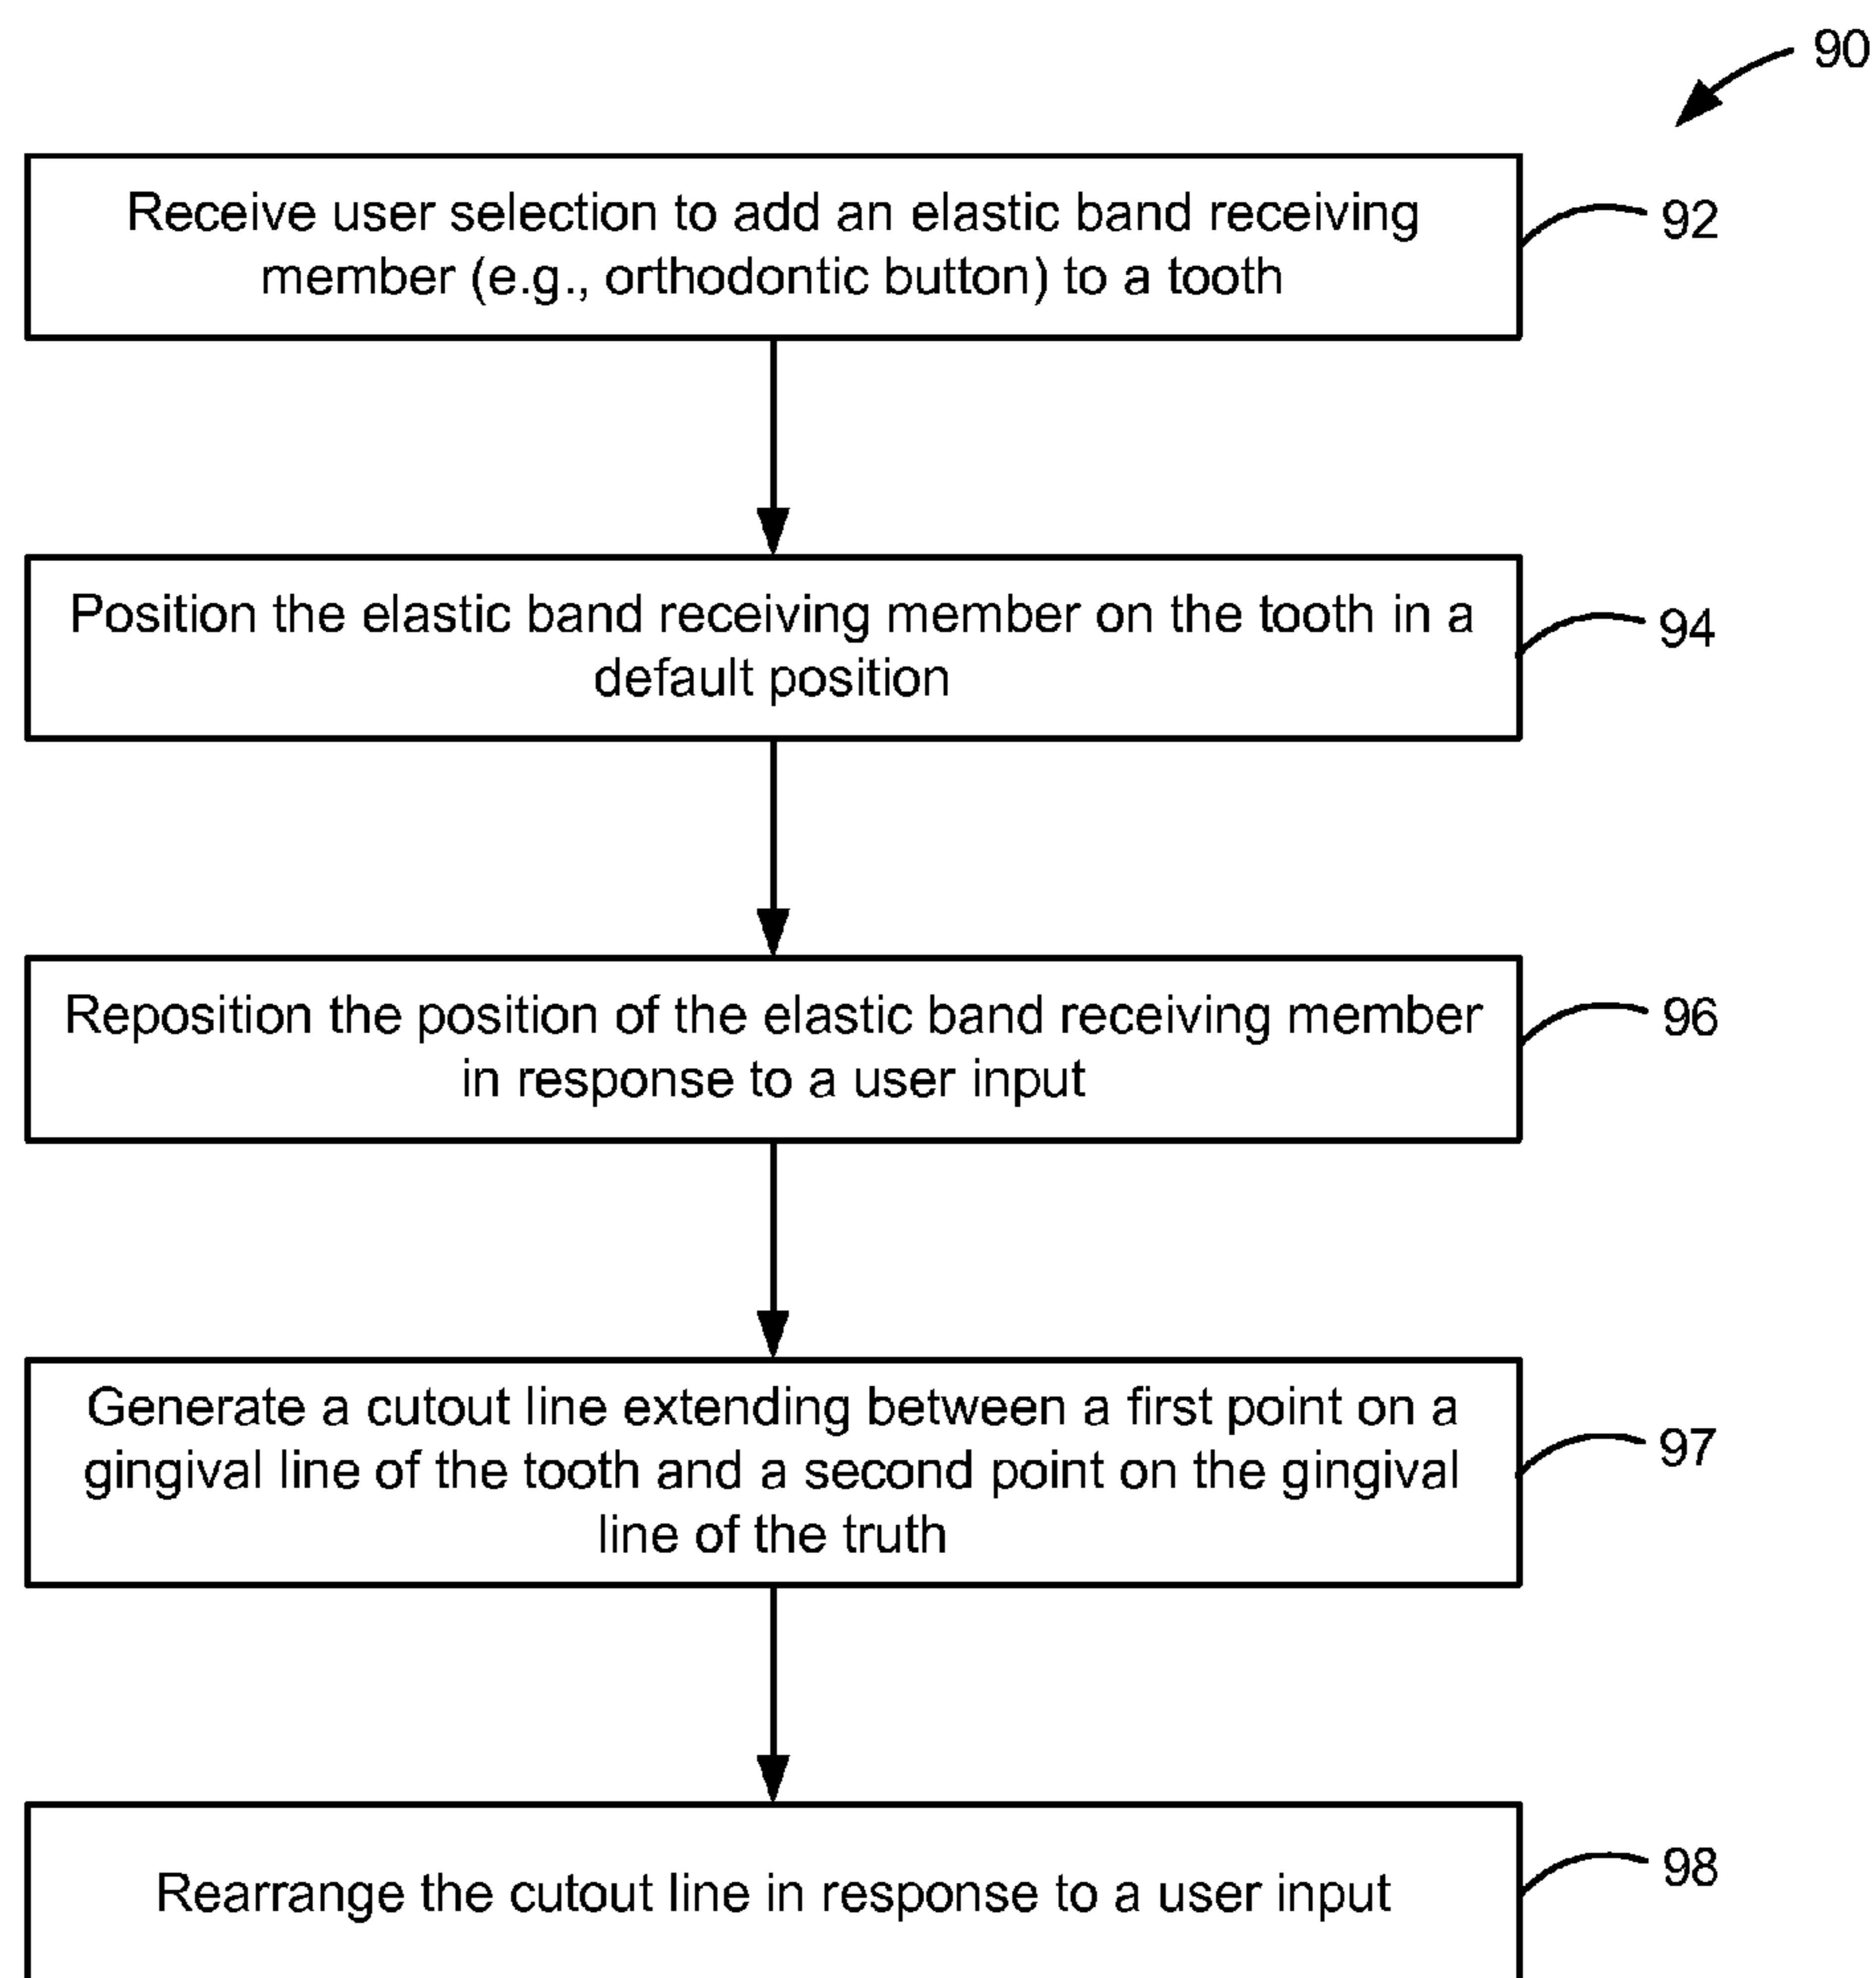 90
Receive user selection to add an elastic band receiving
member (e.g., orthodontic button) to a tooth
92
Position the elastic band receiving member on the tooth in a
default position
94
Reposition the position of the elastic band receiving member
in response to a user input
96
Generate a cutout line extending between a first point on a
gingival line of the tooth and a second point on the gingival
line of the truth
97
Rearrange the cutout line in response to a user input
98